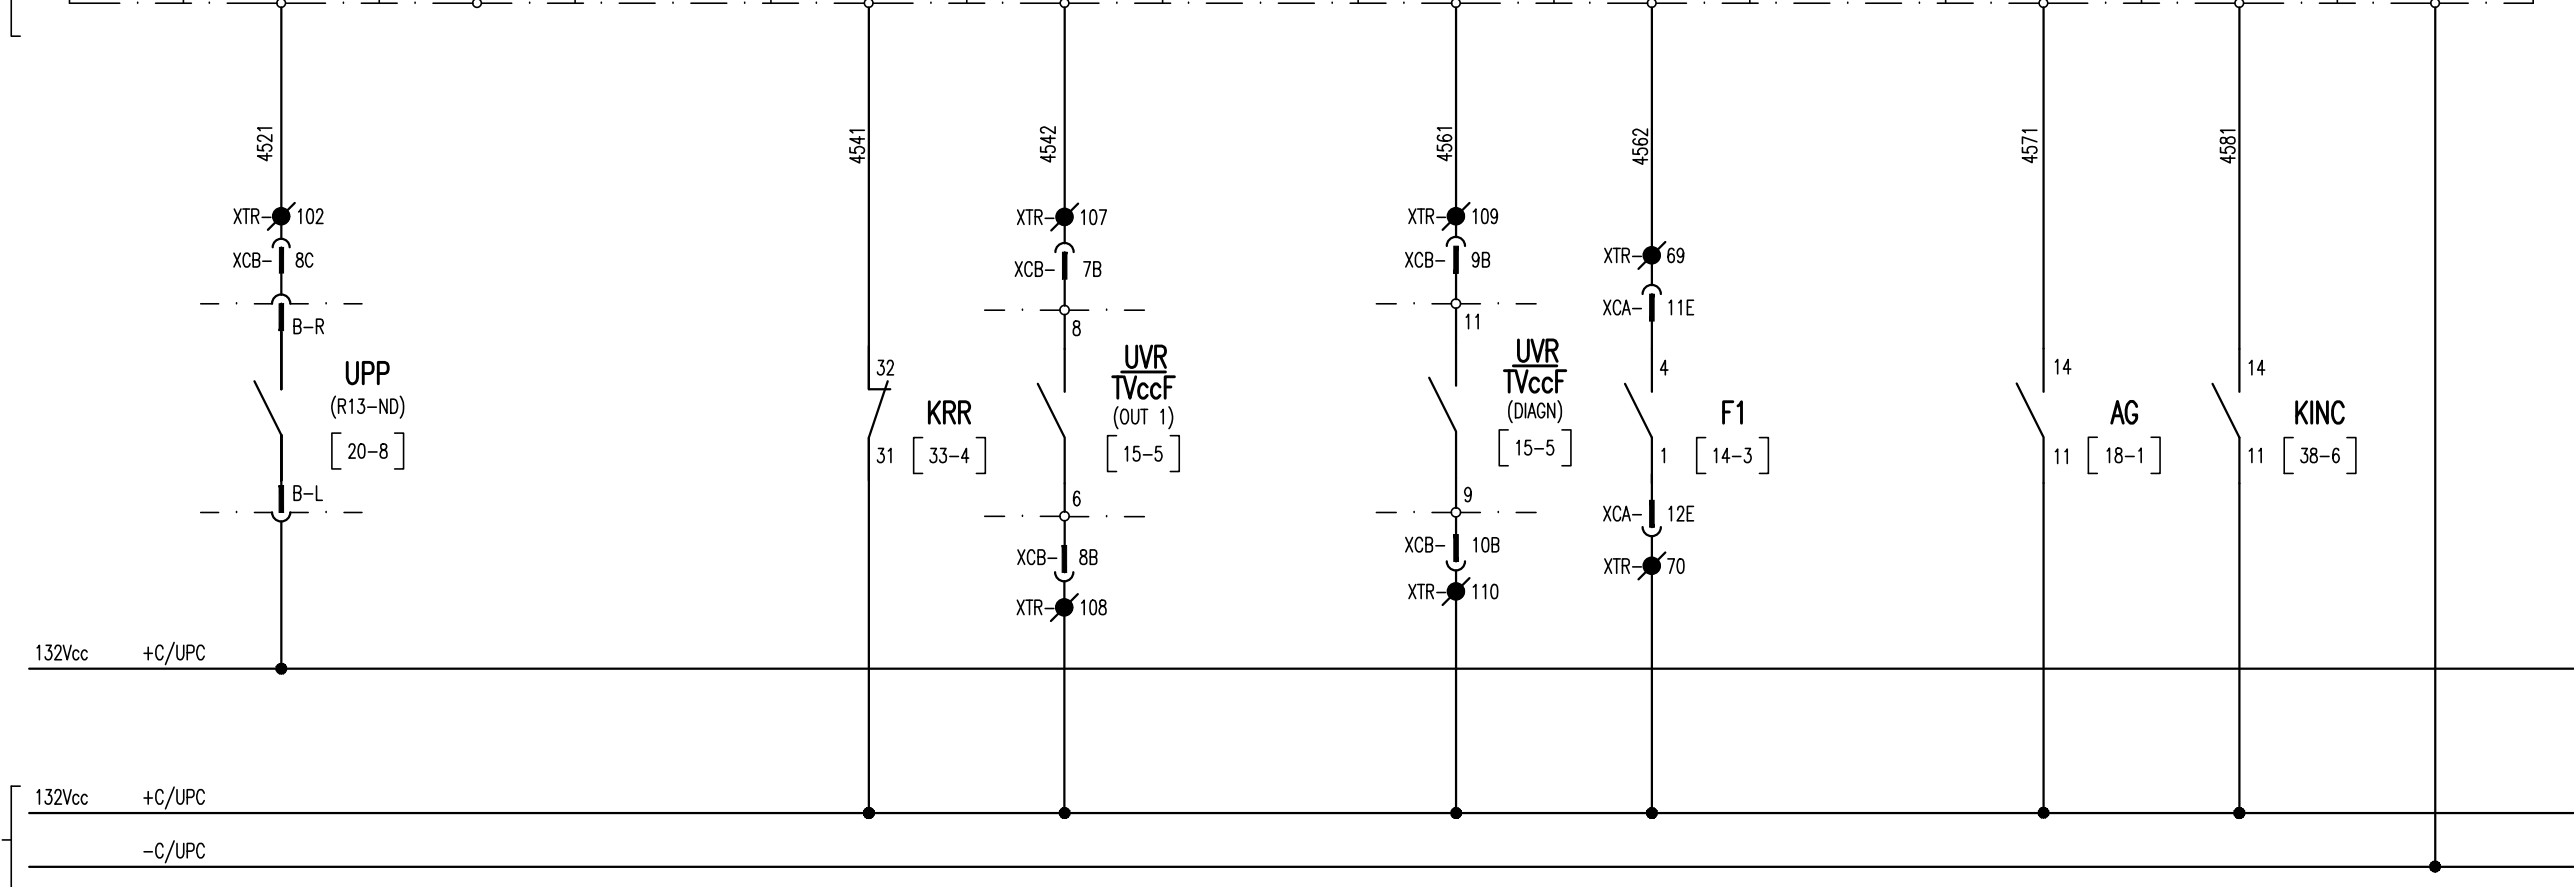 4521
4541
4542
4561
4562
4571
4581
XTR- 102
XTR- 107
XTR- 109
XTR- 69
XCB- 8C
XCB- 7B
XCB- 9B
XCA- 11E
B-R
8
11
UPP
(R13-ND)
[20-8]
32
KRR
31
[33-4]
UVR
TVccF
(OUT 1)
[15-5]
UVR
TVccF
(DIAGN)
[15-5]
4
F1
1
[14-3]
14
AG
11
[18-1]
14
KINC
11
[38-6]
B-L
6
9
XCB- 8B
XCB- 10B
XCA- 12E
XTR- 108
XTR- 110
XTR- 70
132Vcc +C/UPC
132Vcc +C/UPC
-C/UPC